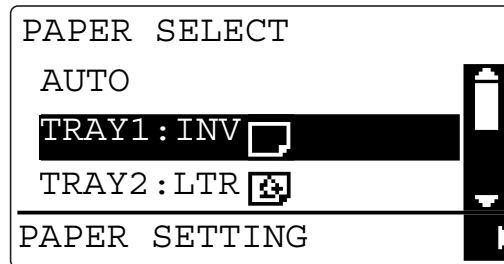 PAPER SELECT
AUTO
TRAY1:INV
TRAY2:LTR
PAPER SETTING